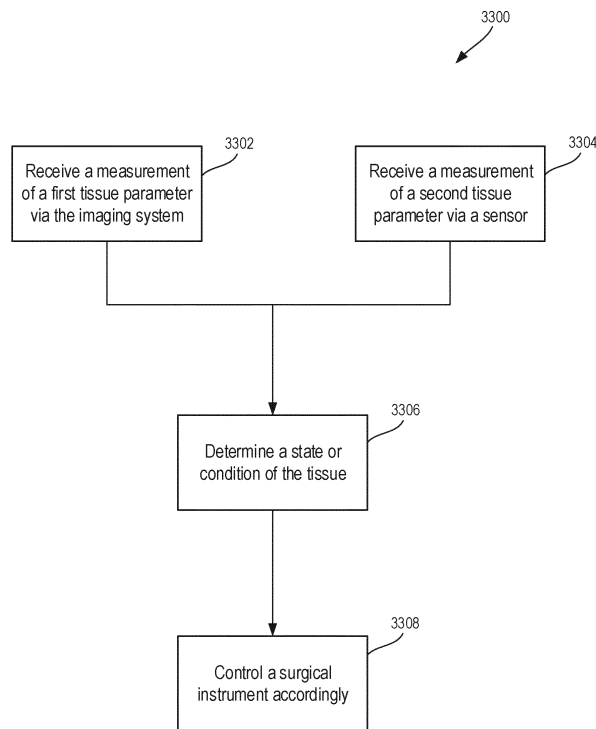 3300
3302
3304
Receive a measurement
of a first tissue parameter
via the imaging system
Receive a measurement
of a second tissue
parameter via a sensor
3306
Determine a state or
condition of the tissue
3308
Control a surgical
instrument accordingly